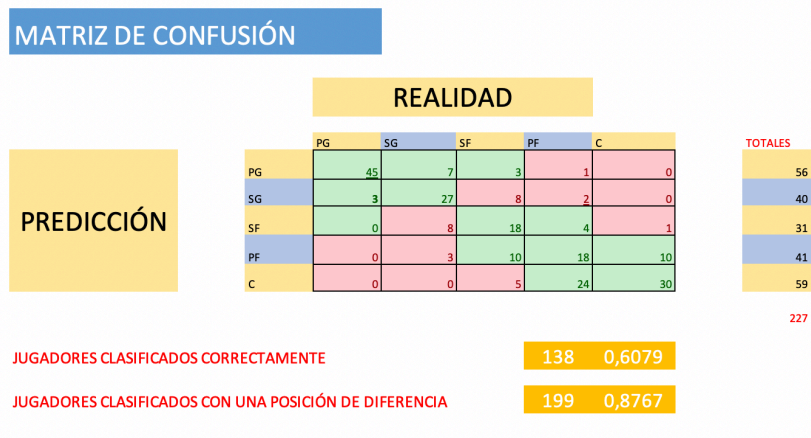 MATRIZ DE CONFUSIÓN
REALIDAD
PG SG SF PF C TOTALES
PG 45 7 3 1 0 56
SG 3 27 8 2 0 40
PREDICCIÓN
SF 0 8 18 4 1 31
PF 0 3 10 18 10 41
C 0 0 5 24 30 59
227
JUGADORES CLASIFICADOS CORRECTAMENTE 138 0,6079
JUGADORES CLASIFICADOS CON UNA POSICIÓN DE DIFERENCIA 199 0,8767